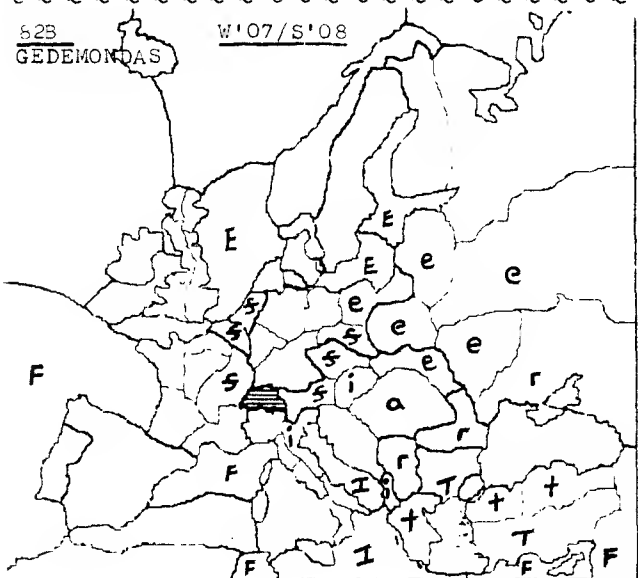 82B W'07/S'08
GEDEMONDAS
E
E
E e
e
f e
f e
f e
f e
F f i
f a r
i r
F r
I T t t
t T
F I F F